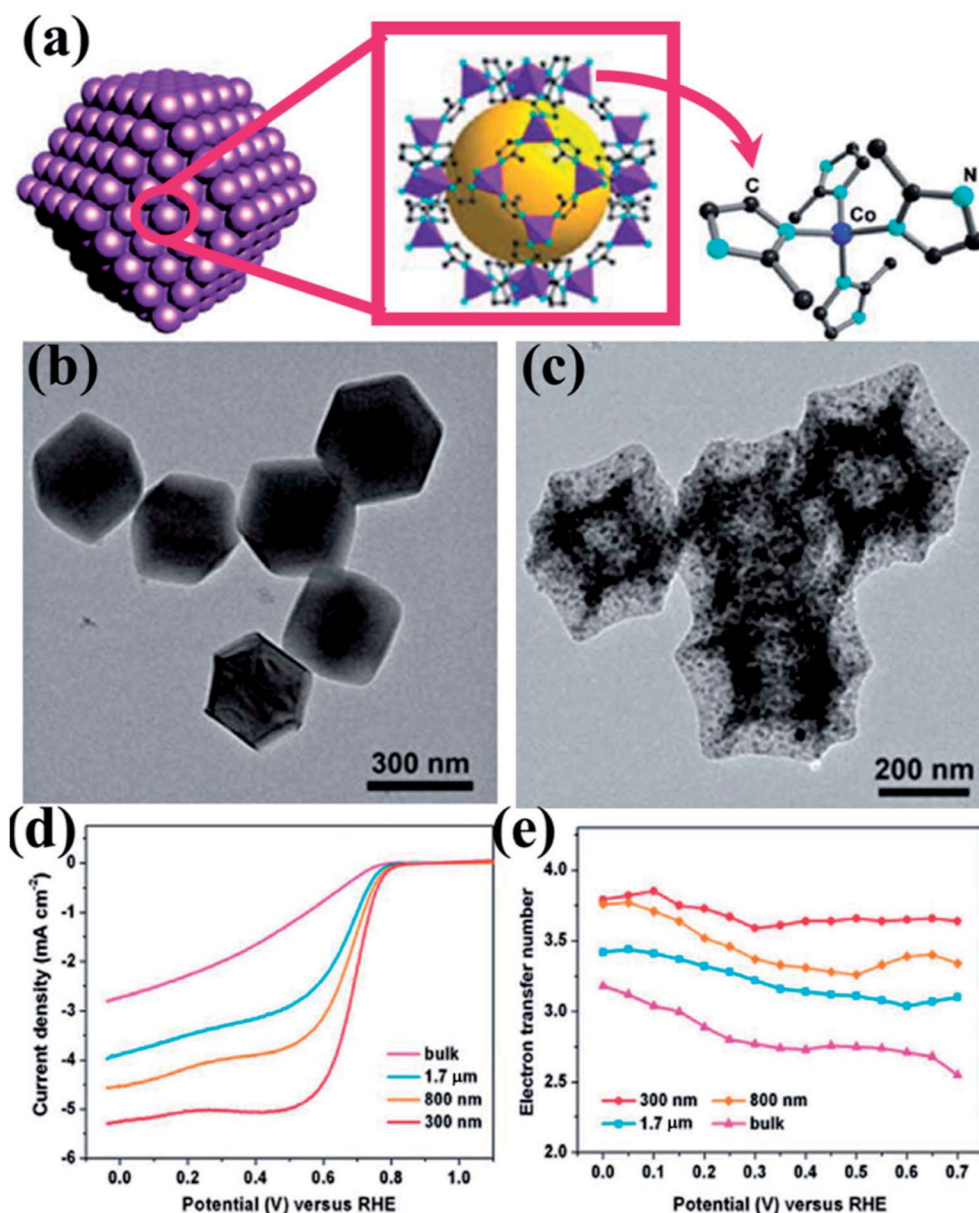 (a)
C
N
Co
(b)
300 nm
(c)
200 nm
(d)
Current density (mA cm-2)
0
-1
-2
-3
-4
-5
-6
bulk
1.7 μm
800 nm
300 nm
0.0 0.2 0.4 0.6 0.8 1.0
Potential (V) versus RHE
(e)
Electron transfer number
4.0
3.5
3.0
2.5
2.0
300 nm 800 nm
1.7 μm bulk
0.0 0.1 0.2 0.3 0.4 0.5 0.6 0.7
Potential (V) versus RHE